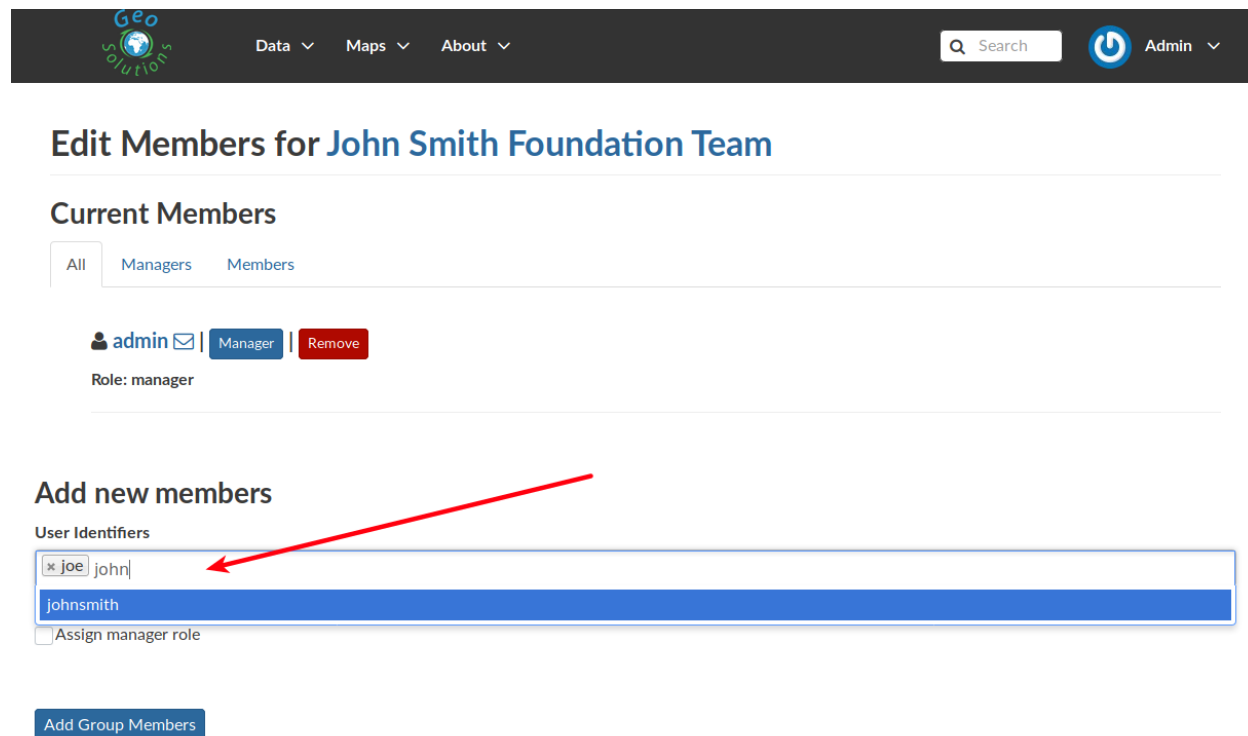 Geo
Solutions
Data Maps About Search Admin
Edit Members for John Smith Foundation Team
Current Members
All Managers Members
admin | Manager | Remove
Role: manager
Add new members
User Identifiers
× joe john
johnsmith
Assign manager role
Add Group Members